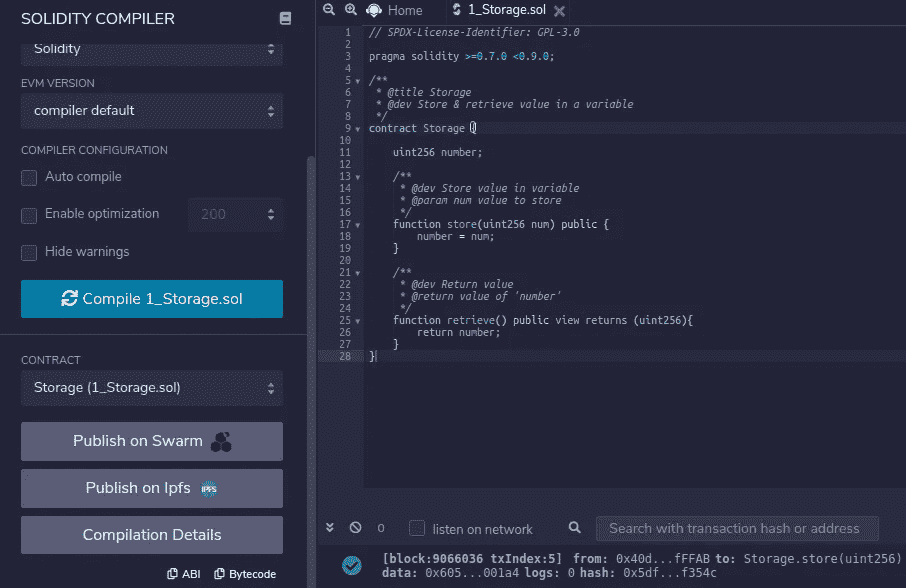 SOLIDITY COMPILER
Solidity
EVM VERSION
compiler default
COMPILER CONFIGURATION
Auto compile
Enable optimization
200
Hide warnings
Compile 1_Storage.sol
CONTRACT
Storage (1_Storage.sol)
Publish on Swarm
Publish on Ipfs
IPFS
Compilation Details
ABI
Bytecode
Home
1_Storage.sol
1 // SPDX-License-Identifier: GPL-3.0
2
3 pragma solidity >=0.7.0 <0.9.0;
4
5 /**
6 * @title Storage
7 * @dev Store & retrieve value in a variable
8 */
9 contract Storage {
10
11 uint256 number;
12
13 /**
14 * @dev Store value in variable
15 * @param num value to store
16 */
17 function store(uint256 num) public {
18 number = num;
19 }
20
21 /**
22 * @dev Return value
23 * @return value of 'number'
24 */
25 function retrieve() public view returns (uint256){
26 return number;
27 }
28 }
0
listen on network
Search with transaction hash or address
[block:9066036 txIndex:5] from: 0x40d...fFFAB to: Storage.store(uint256)
data: 0x605...001a4 logs: 0 hash: 0x5df...f354c